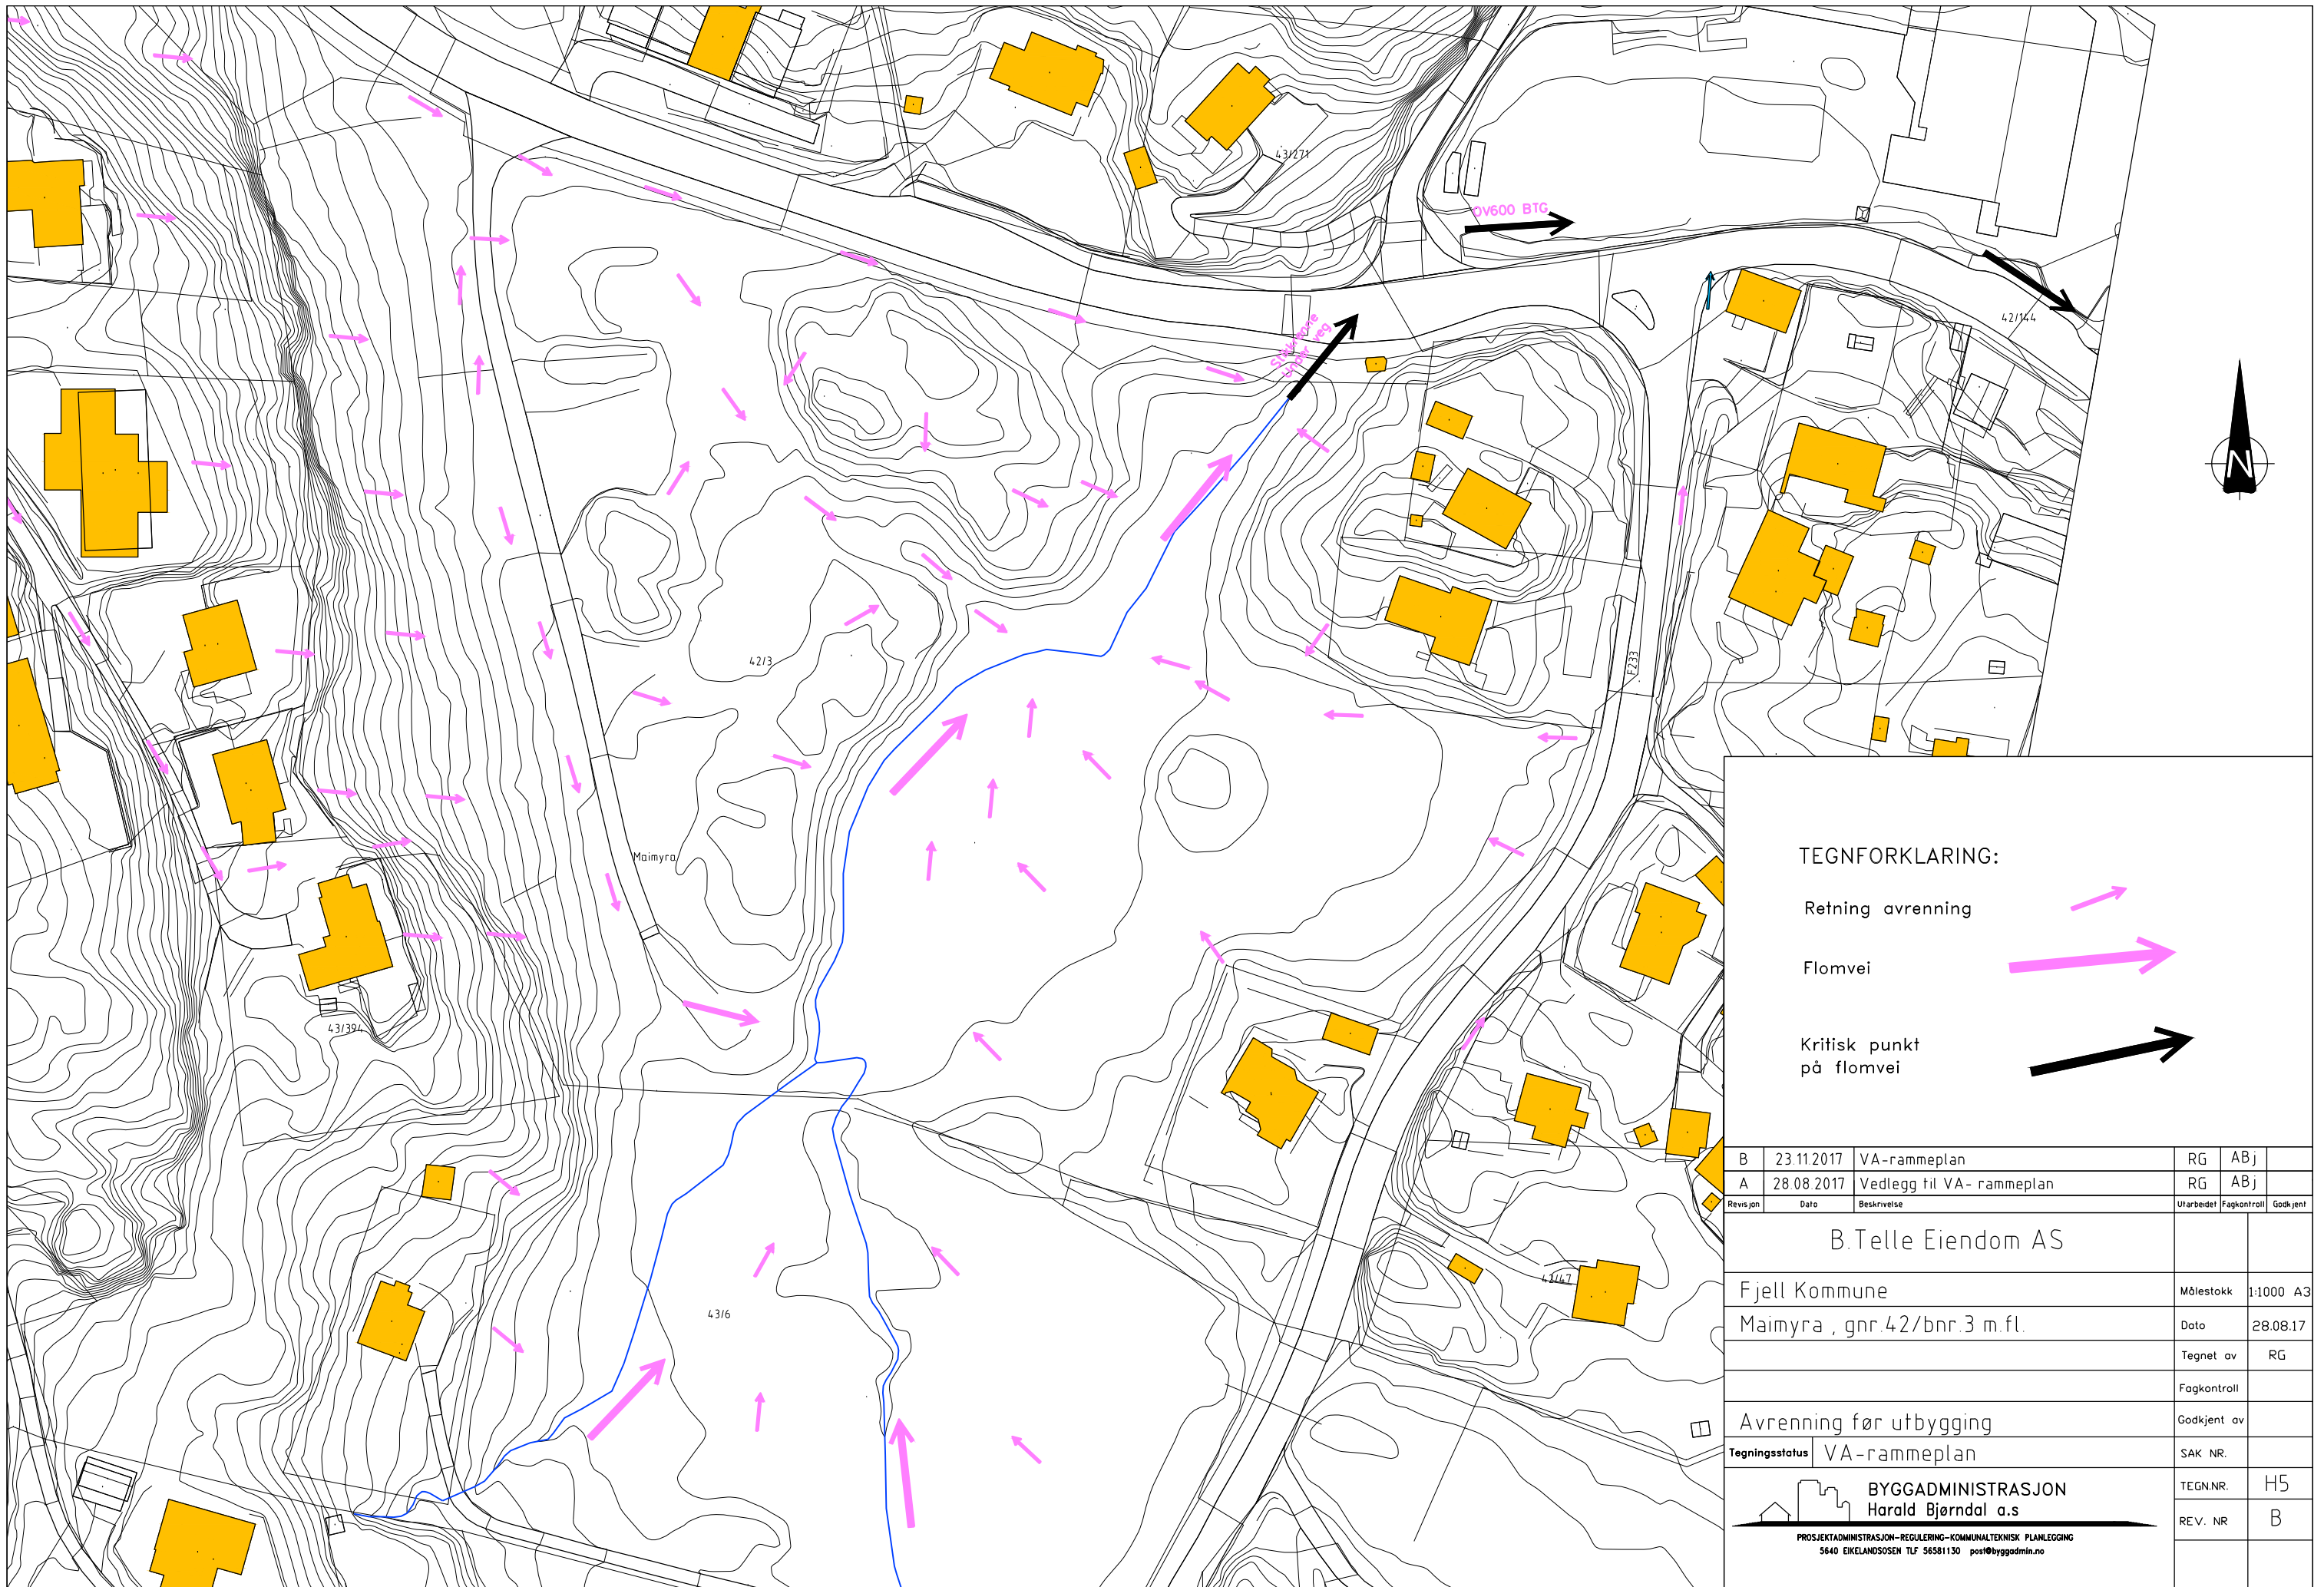 43/271
OV600 BTG
42/144
Stikrenne
under veg
N
42/3
F233
Maimyra
43/394
43/6
42/47
TEGNFORKLARING:
Retning avrenning
Flomvei
Kritisk punkt
på flomvei
B 23.11.2017 VA-rammeplan RG ABj
A 28.08.2017 Vedlegg til VA- rammeplan RG ABj
Revisjon Dato Beskrivelse Utarbeidet Fagkontroll Godkjent
B.Telle Eiendom AS
Fjell Kommune Målestokk 1:1000 A3
Maimyra , gnr.42/bnr.3 m.fl. Dato 28.08.17
Tegnet av RG
Fagkontroll
Avrenning før utbygging Godkjent av
Tegningsstatus VA-rammeplan SAK NR.
BYGGADMINISTRASJON TEGN.NR. H5
Harald Bjørndal a.s
REV. NR B
PROSJEKTADMINISTRASJON-REGULERING-KOMMUNALTEKNISK PLANLEGGING
5640 EIKELANDSOSEN TLF 56581130 post@byggadmin.no